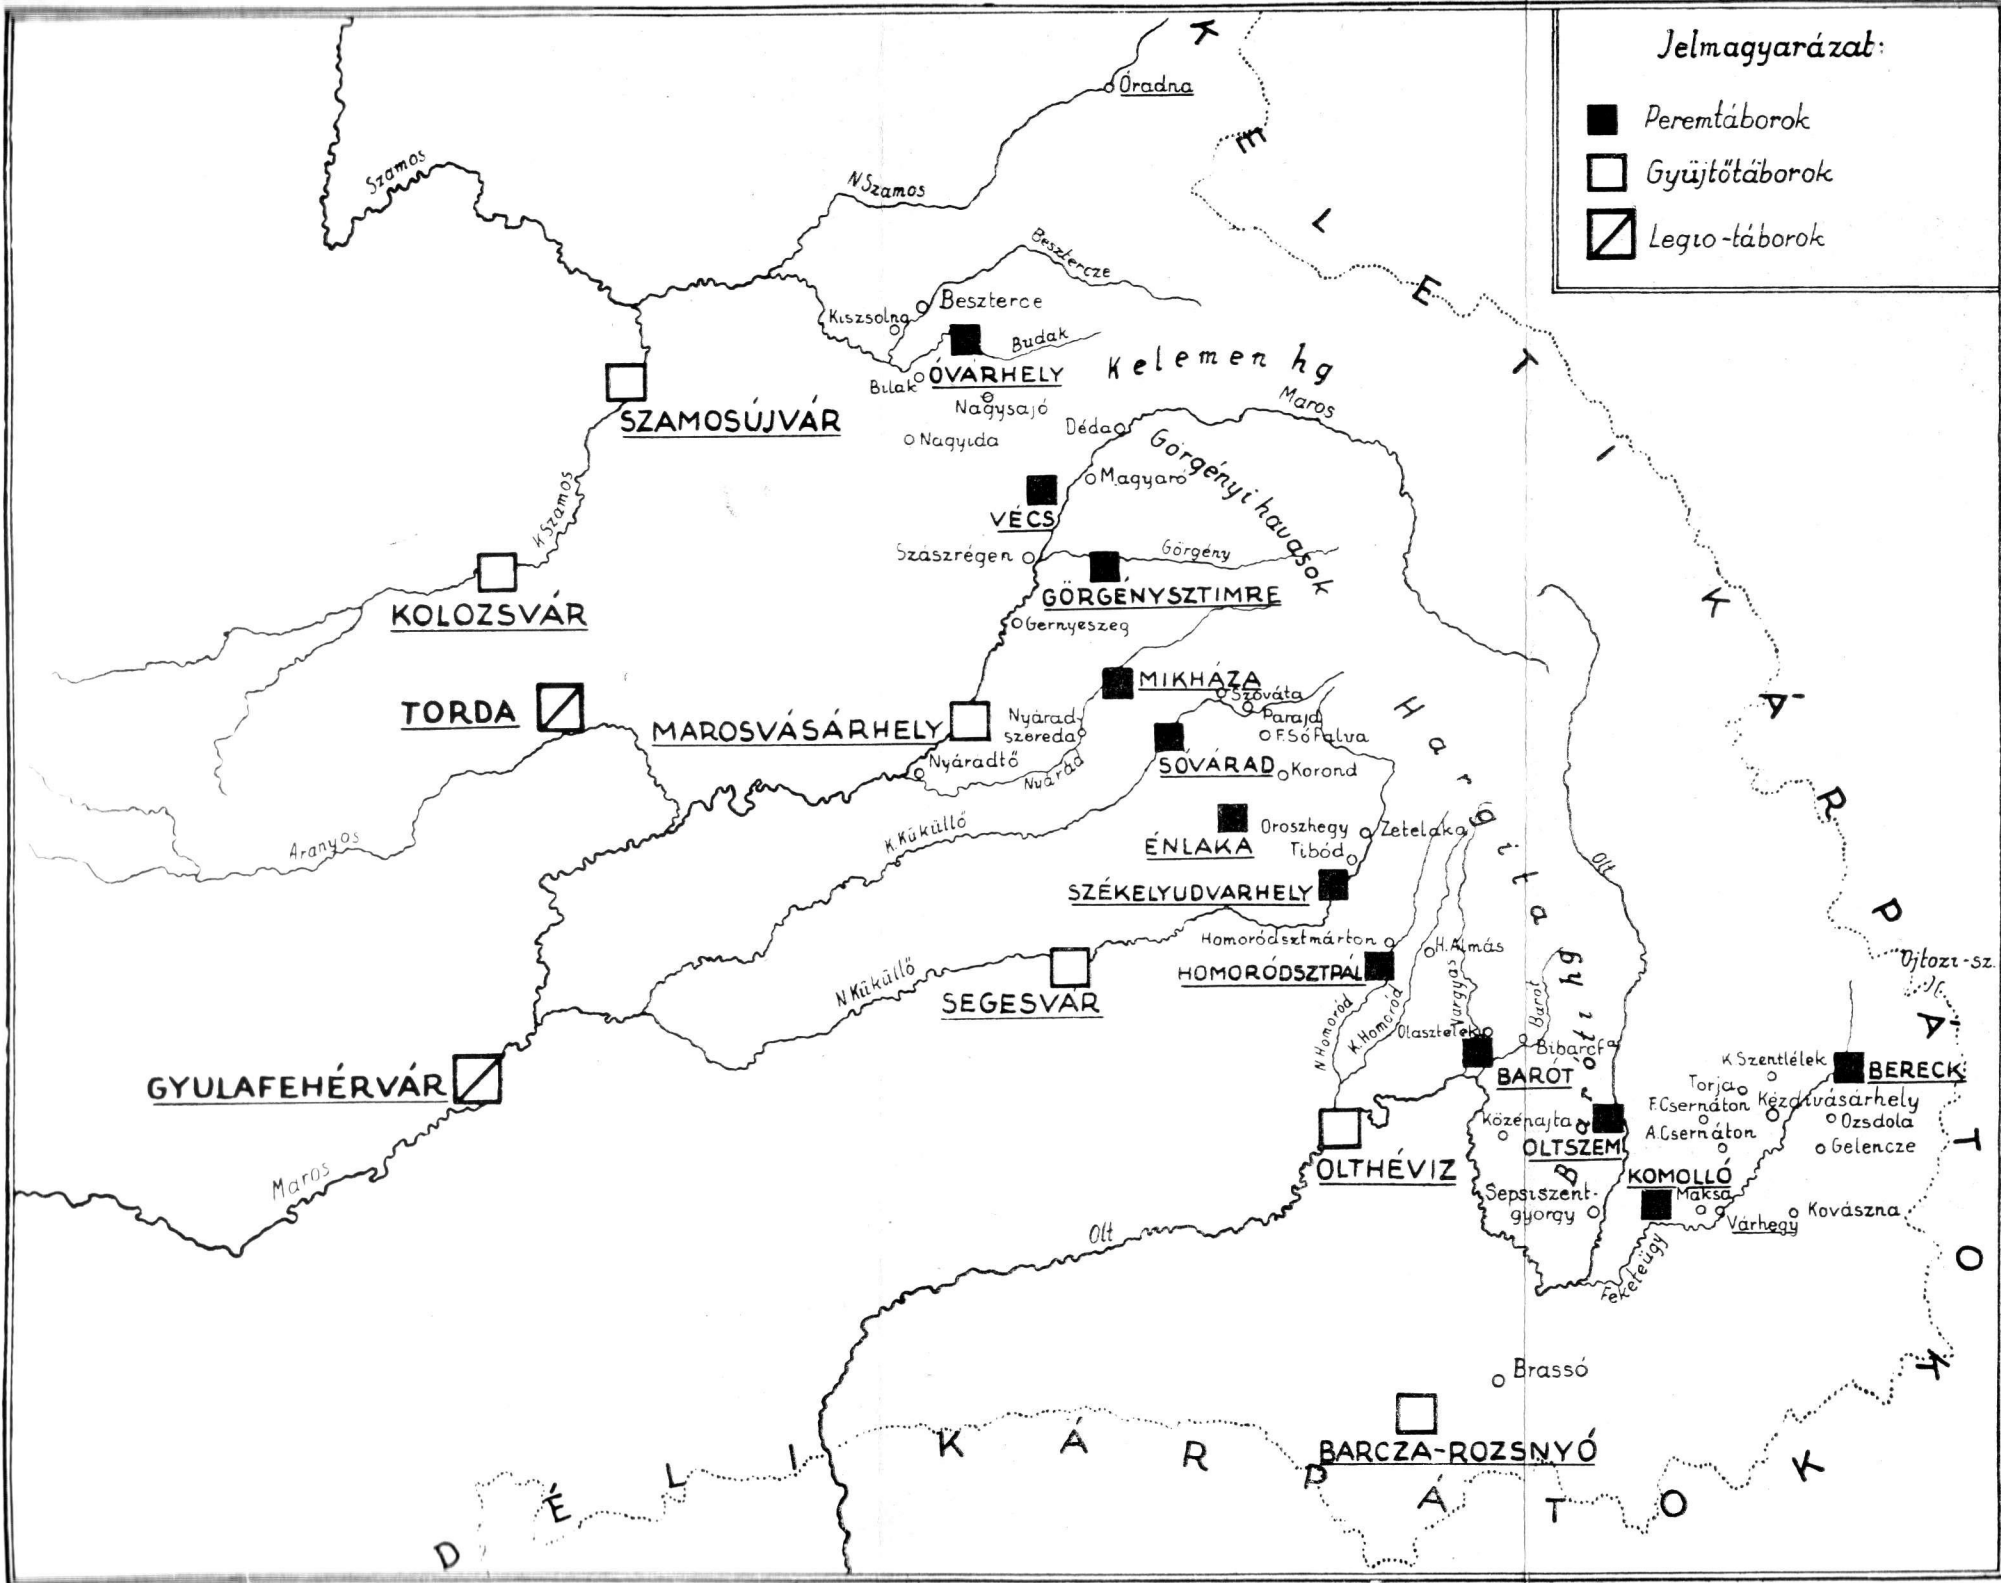 Jelmagyarázat:
Peremtáborok
Gyüjtőtáborok
Legio-táborok
KELETI KÁRPÁTOK
DÉLI KÁRPÁTOK
Óradna
Szamos
N Szamos
Besztercze
Beszterce
Kiszsolna
Budak
Bilak
ÓVÁRHELY
Nagysajó
Nagyida
Kelemen hg
Maros
SZAMOSÚJVÁR
Déda
Görgényi havasok
Magyaró
VÉCS
K Szamos
Szászrégen
Görgény
KOLOZSVÁR
GÖRGÉNYSZTIMRE
Gernyeszeg
MIKHÁZA
Szováta
TORDA
MAROSVÁSÁRHELY
Nyárad-
szereda
Parajd
F.Sófalva
Hargita
Nyáradtő
Nyárád
SÓVÁRAD
Korond
Aranyos
K.Küküllő
ÉNLAKA
Oroszhegy
Zetelaka
Tibód
Olt
SZÉKELYUDVARHELY
Homoródsztmárton
H.Almás
N Küküllő
SEGESVÁR
HOMORÓDSZTPÁL
Vargyas
Barót
Ojtozi-sz.
N Homoród
K.Homoród
Olasztelek
Bibarcfa
BARÓT
GYULAFEHÉRVÁR
K Szentlélek
BERECK
Torja
F.Csernáton
Kézdivásárhely
Ozsdola
A.Csernáton
Gelencze
Középajta
OLTSZEM
OLTHÉVIZ
KOMOLLÓ
Maros
Sepsiszent-
gyorgy
Maksa
Várhegy
Kovászna
Olt
Feketeügy
Brassó
BARCZA-ROZSNYÓ